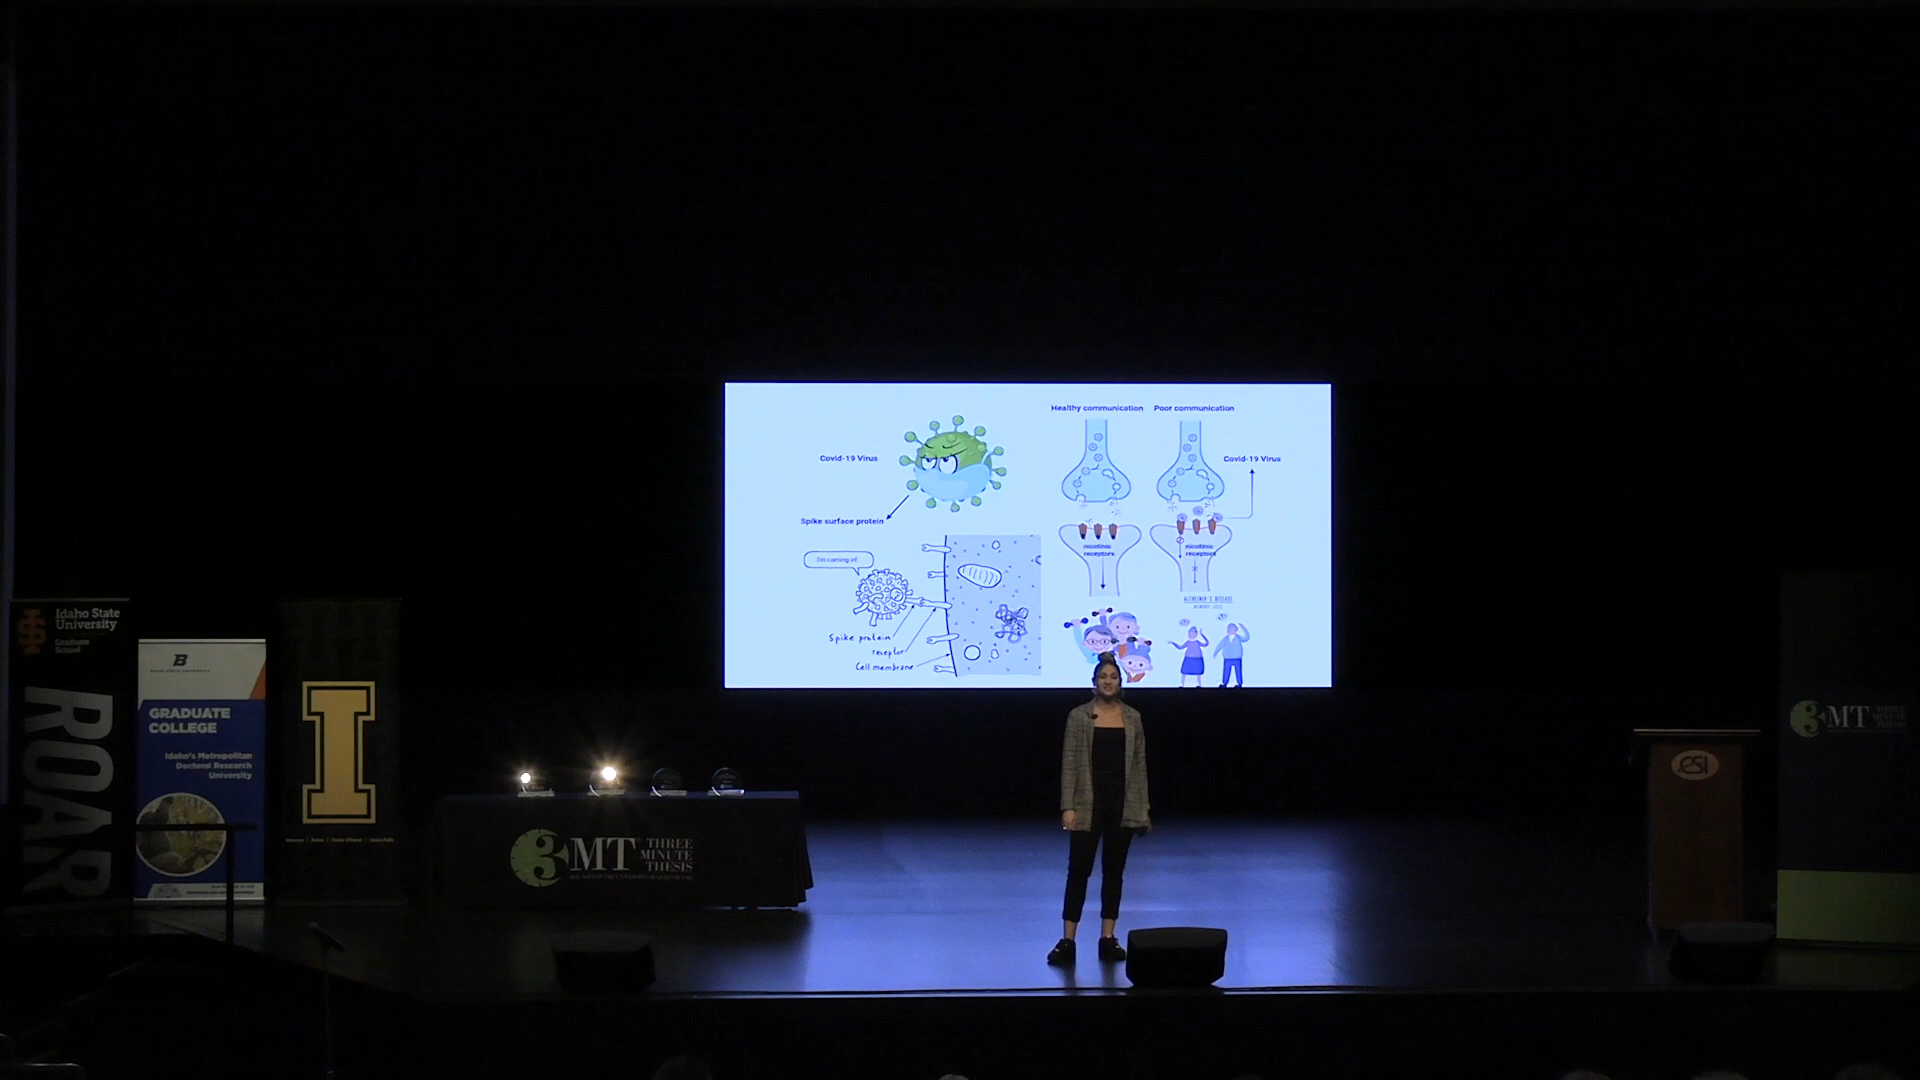 Healthy communication
Poor communication
Covid-19 Virus
Covid-19 Virus
Spike surface protein
nicotinic
receptors
nicotinic
receptors
I'm coming in!
Spike protein
receptor
Cell membrane
MEMORY LOSS
Idaho State
University
Graduate
School
ROAR
B
GRADUATE
COLLEGE
Idaho's Metropolitan
Doctoral Research
University
I
3MT THREE
MINUTE
THESIS
CSI
3MT THREE
MINUTE
THESIS